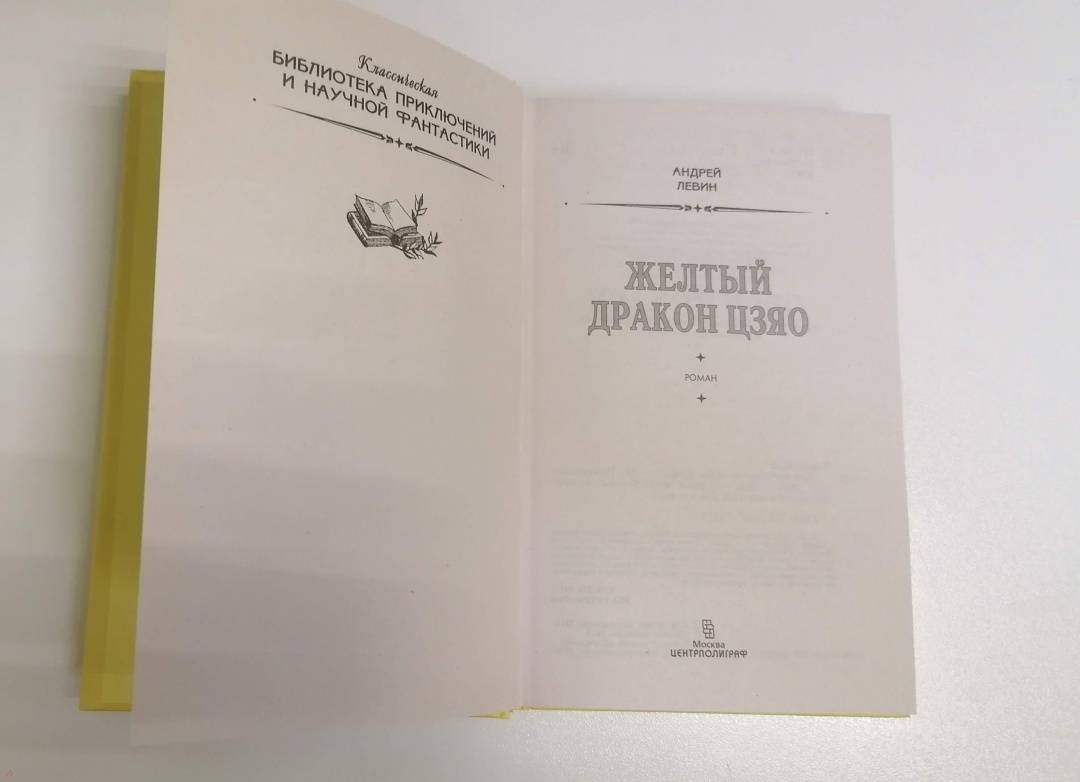 Классическая
БИБЛИОТЕКА ПРИКЛЮЧЕНИЙ
И НАУЧНОЙ ФАНТАСТИКИ
АНДРЕЙ
ЛЕВИН
ЖЕЛТЫЙ
ДРАКОН ЦЗЯО
РОМАН
Москва
ЦЕНТРПОЛИГРАФ